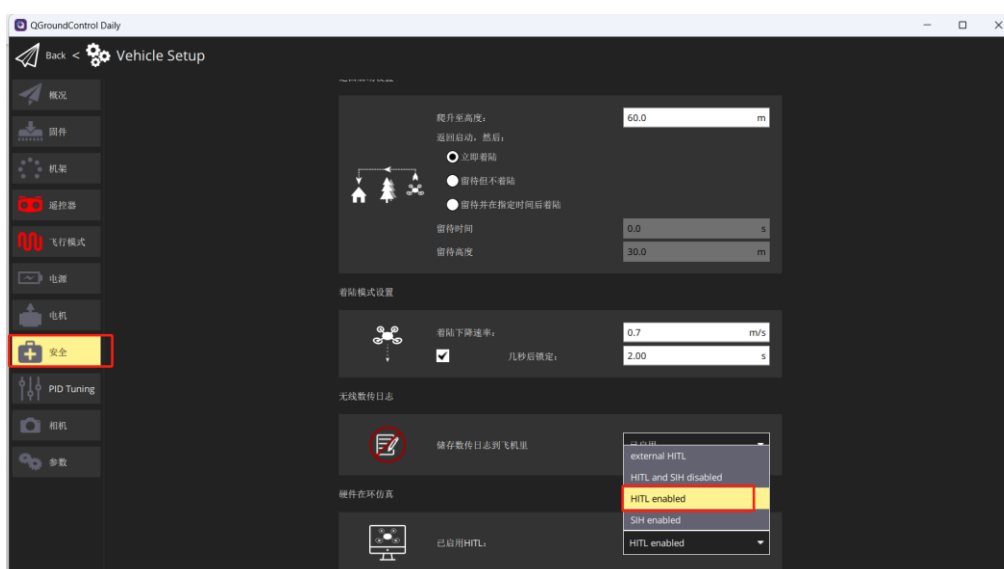 QGroundControl Daily
Back < Vehicle Setup
概况
固件
机架
遥控器
飞行模式
电源
电机
安全
PID Tuning
相机
参数
爬升至高度:
60.0 m
返回启动，然后:
立即着陆
留待但不着陆
留待并在指定时间后着陆
留待时间
0.0 s
留待高度
30.0 m
着陆模式设置
着陆下降速率:
0.7 m/s
几秒后锁定:
2.00 s
无线数传日志
储存数传日志到飞机里
external HITL
HITL and SIH disabled
HITL enabled
SIH enabled
硬件在环仿真
已启用HITL:
HITL enabled